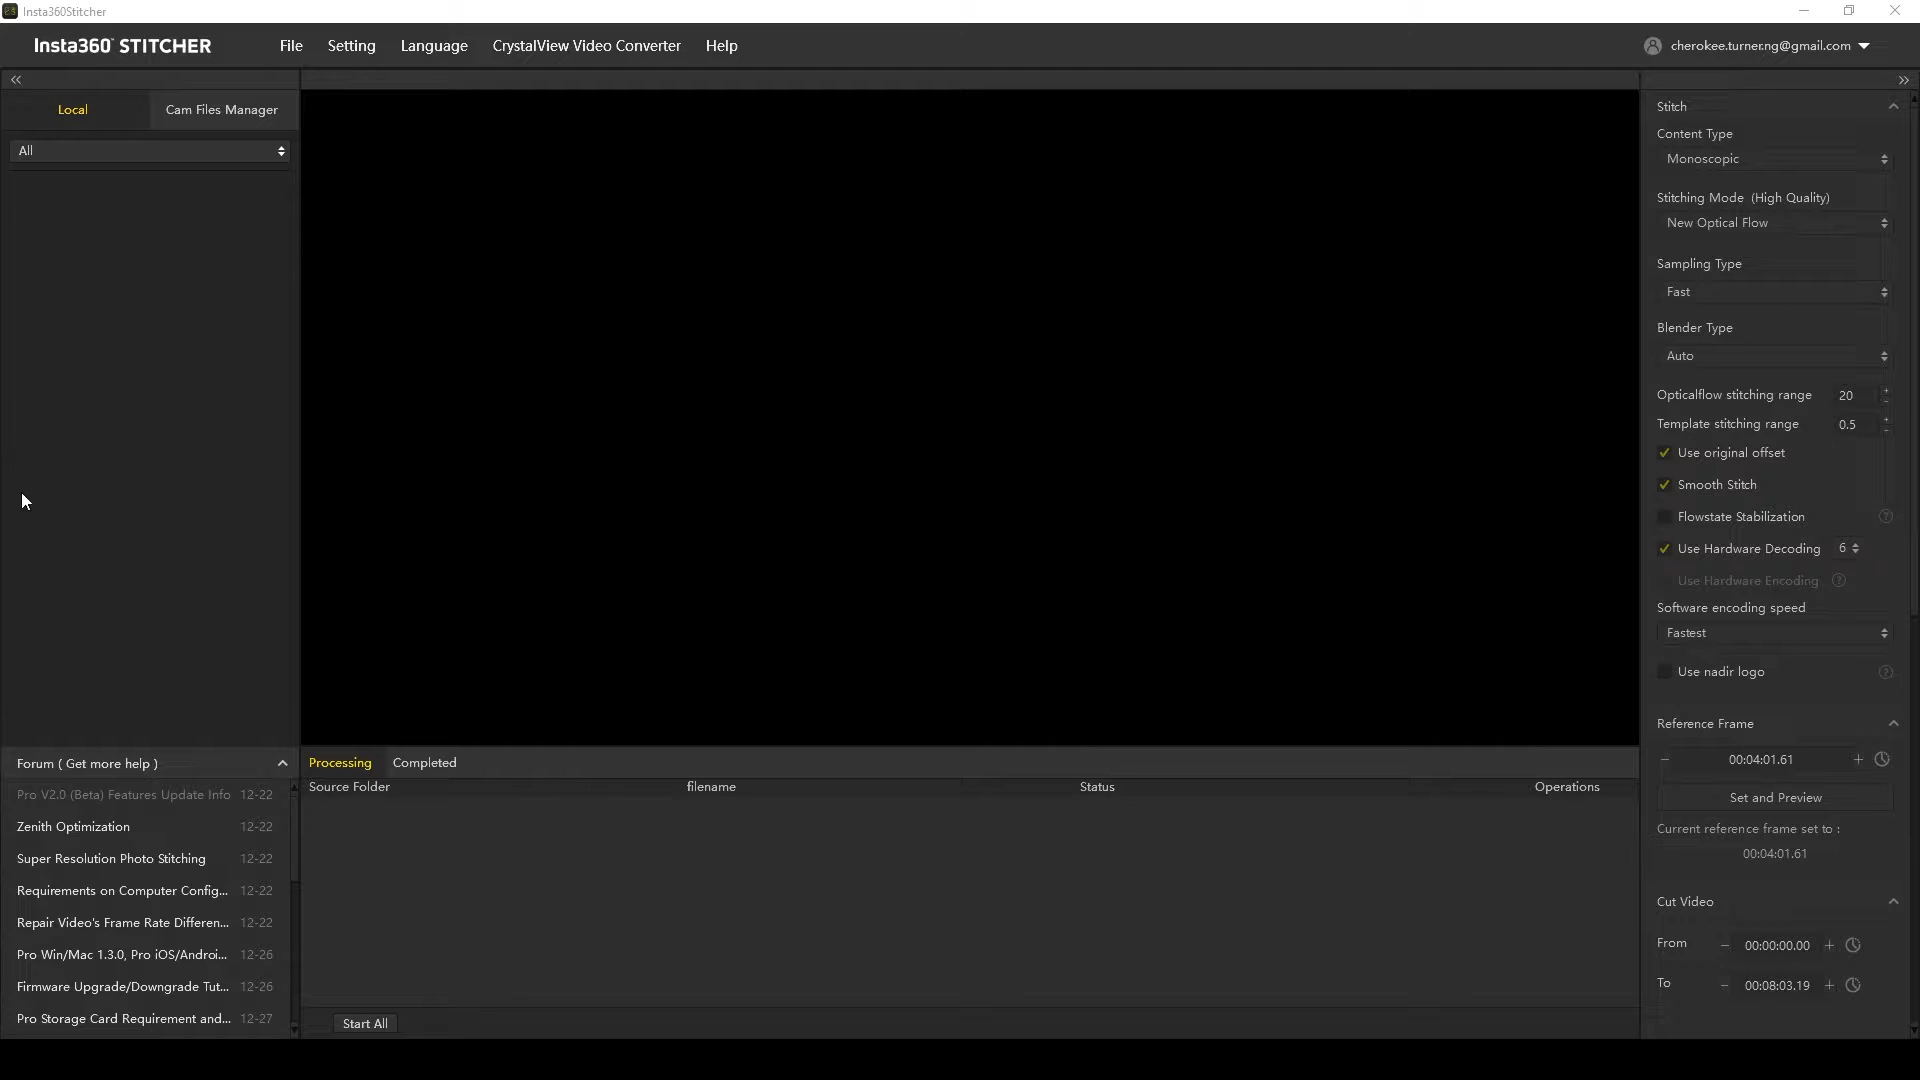 Insta360Stitcher
Insta360 STITCHER File Setting Language CrystalView Video Converter Help cherokee.turner.ng@gmail.com
Local Cam Files Manager
All
Forum ( Get more help )
Pro V2.0 (Beta) Features Update Info 12-22
Zenith Optimization 12-22
Super Resolution Photo Stitching 12-22
Requirements on Computer Config... 12-22
Repair Video's Frame Rate Differen... 12-22
Pro Win/Mac 1.3.0, Pro iOS/Androi... 12-26
Firmware Upgrade/Downgrade Tut... 12-26
Pro Storage Card Requirement and... 12-27
Processing Completed
Source Folder filename Status Operations
Start All
Stitch
Content Type
Monoscopic
Stitching Mode (High Quality)
New Optical Flow
Sampling Type
Fast
Blender Type
Auto
Opticalflow stitching range 20
Template stitching range 0.5
Use original offset
Smooth Stitch
Flowstate Stabilization ?
Use Hardware Decoding 6
Use Hardware Encoding ?
Software encoding speed
Fastest
Use nadir logo ?
Reference Frame
− 00:04:01.61 +
Set and Preview
Current reference frame set to :
00:04:01.61
Cut Video
From − 00:00:00.00 +
To − 00:08:03.19 +